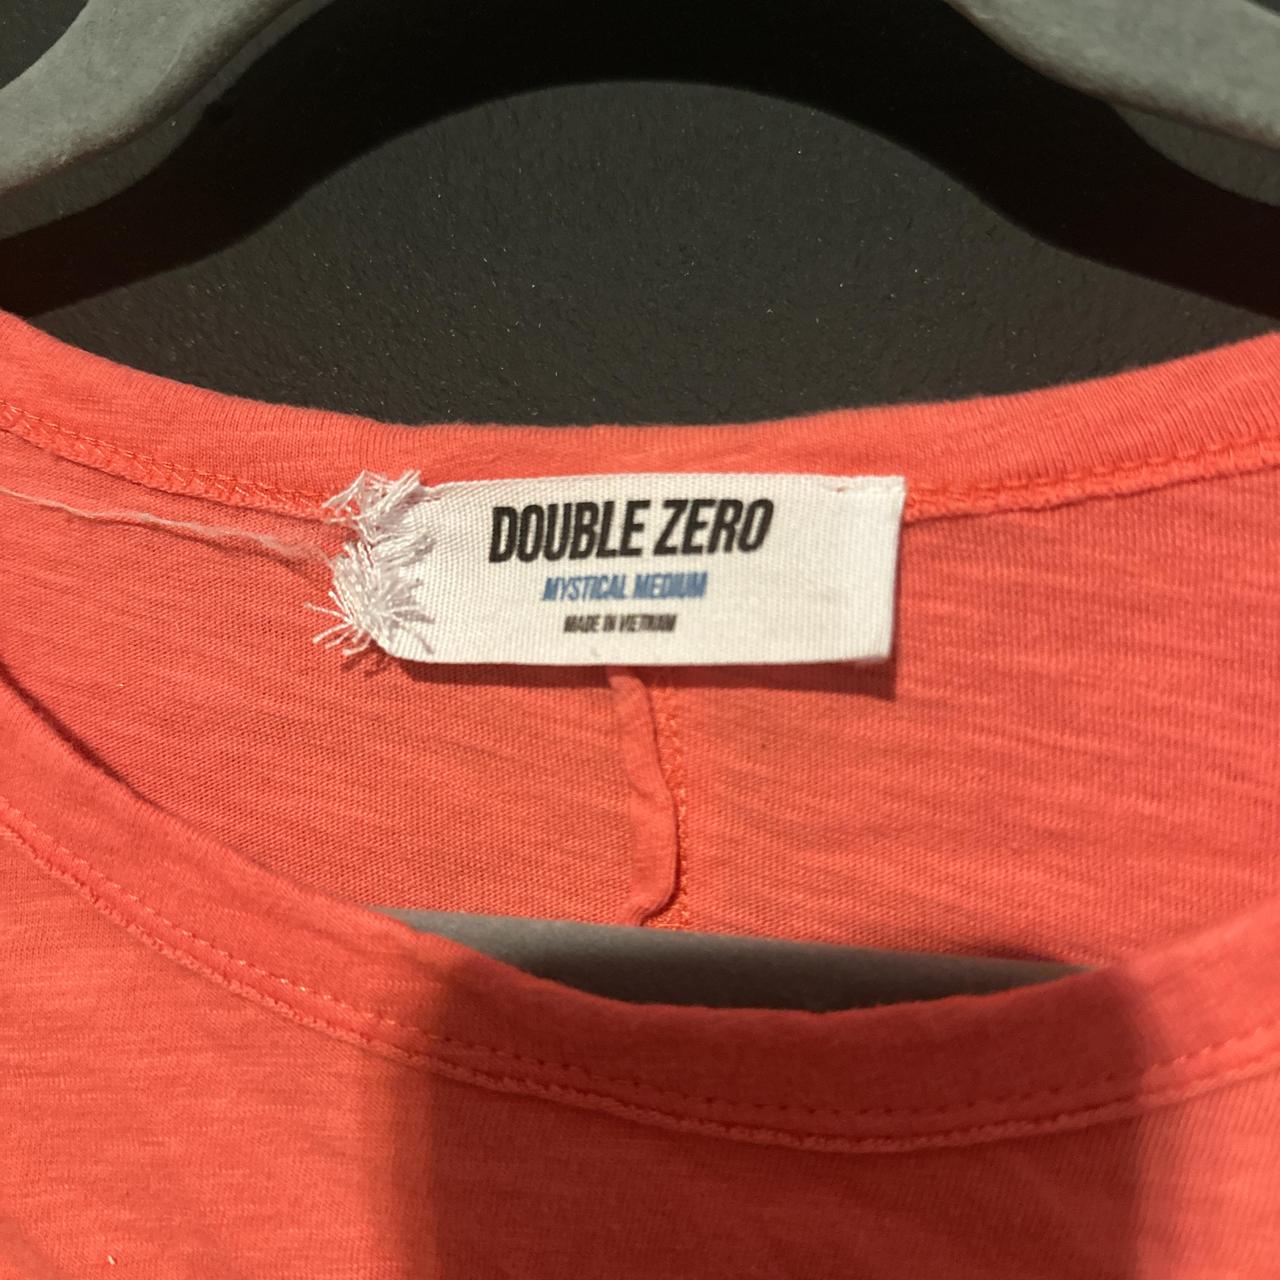 DOUBLE ZERO
MYSTICAL MEDIUM
MADE IN VIETNAM